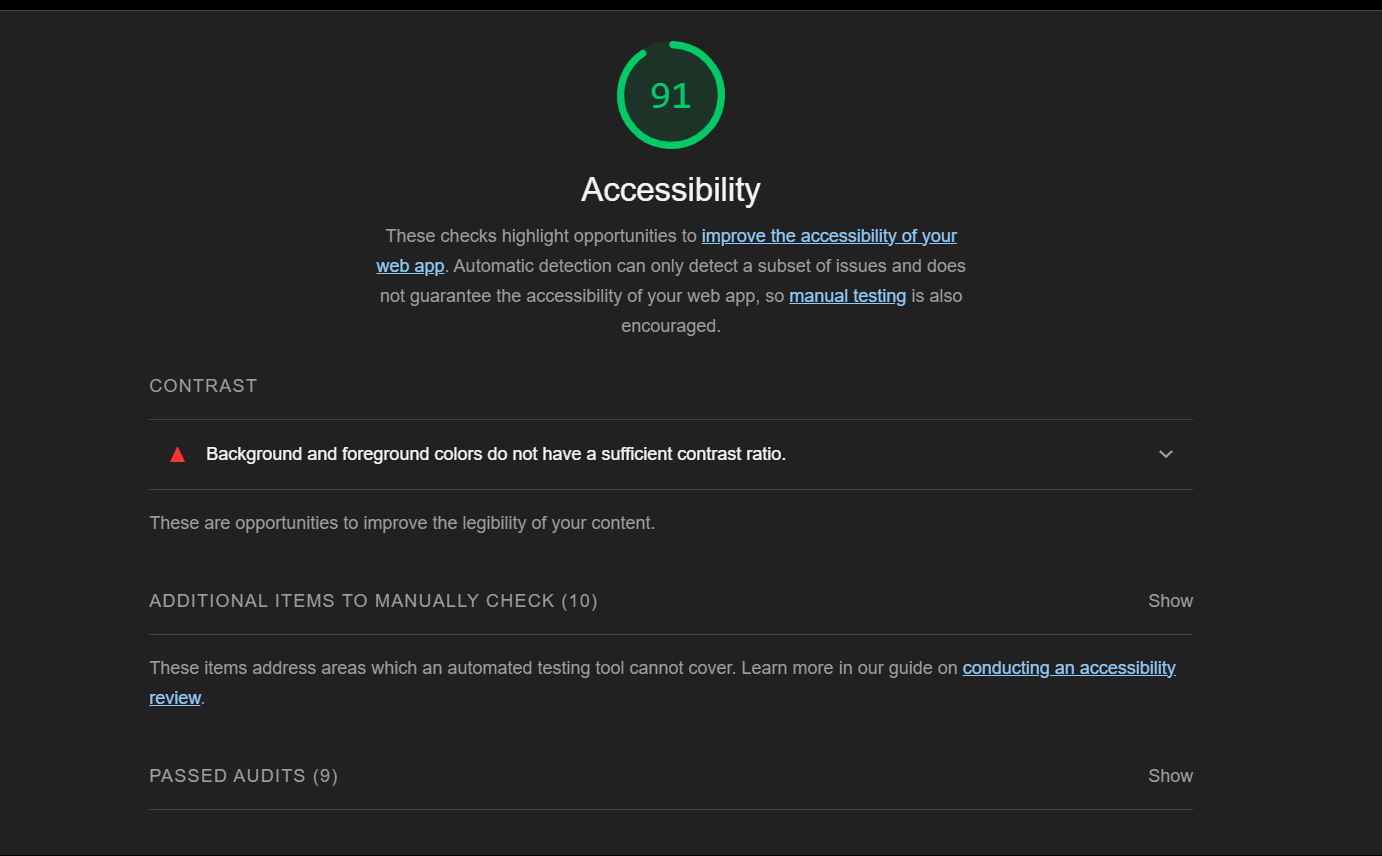 91
Accessibility
These checks highlight opportunities to improve the accessibility of your
web app. Automatic detection can only detect a subset of issues and does
not guarantee the accessibility of your web app, so manual testing is also
encouraged.
CONTRAST
Background and foreground colors do not have a sufficient contrast ratio.
These are opportunities to improve the legibility of your content.
ADDITIONAL ITEMS TO MANUALLY CHECK (10) Show
These items address areas which an automated testing tool cannot cover. Learn more in our guide on conducting an accessibility
review.
PASSED AUDITS (9) Show